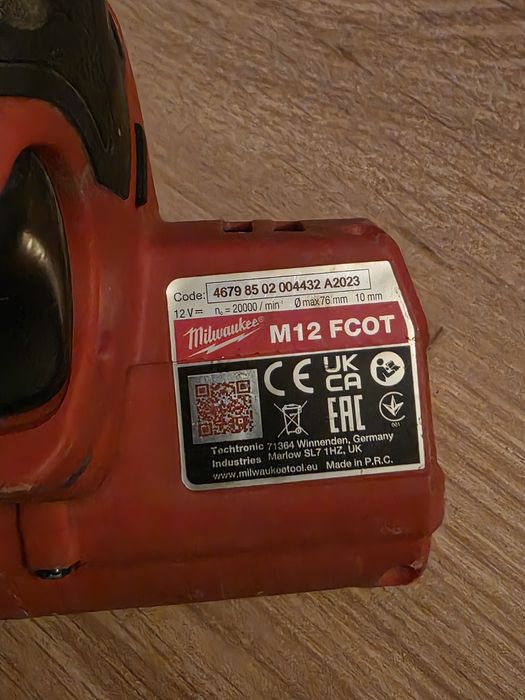 Code: 4679 85 02 004432 A2023
12 V ⎓ n₀ = 20000 / min⁻¹ Ø max 76 mm 10 mm
Milwaukee®
M12 FCOT
CE UK CA
EAC
001
Techtronic 71364 Winnenden, Germany
Industries Marlow SL7 1HZ, UK
www.milwaukeetool.eu Made in P.R.C.